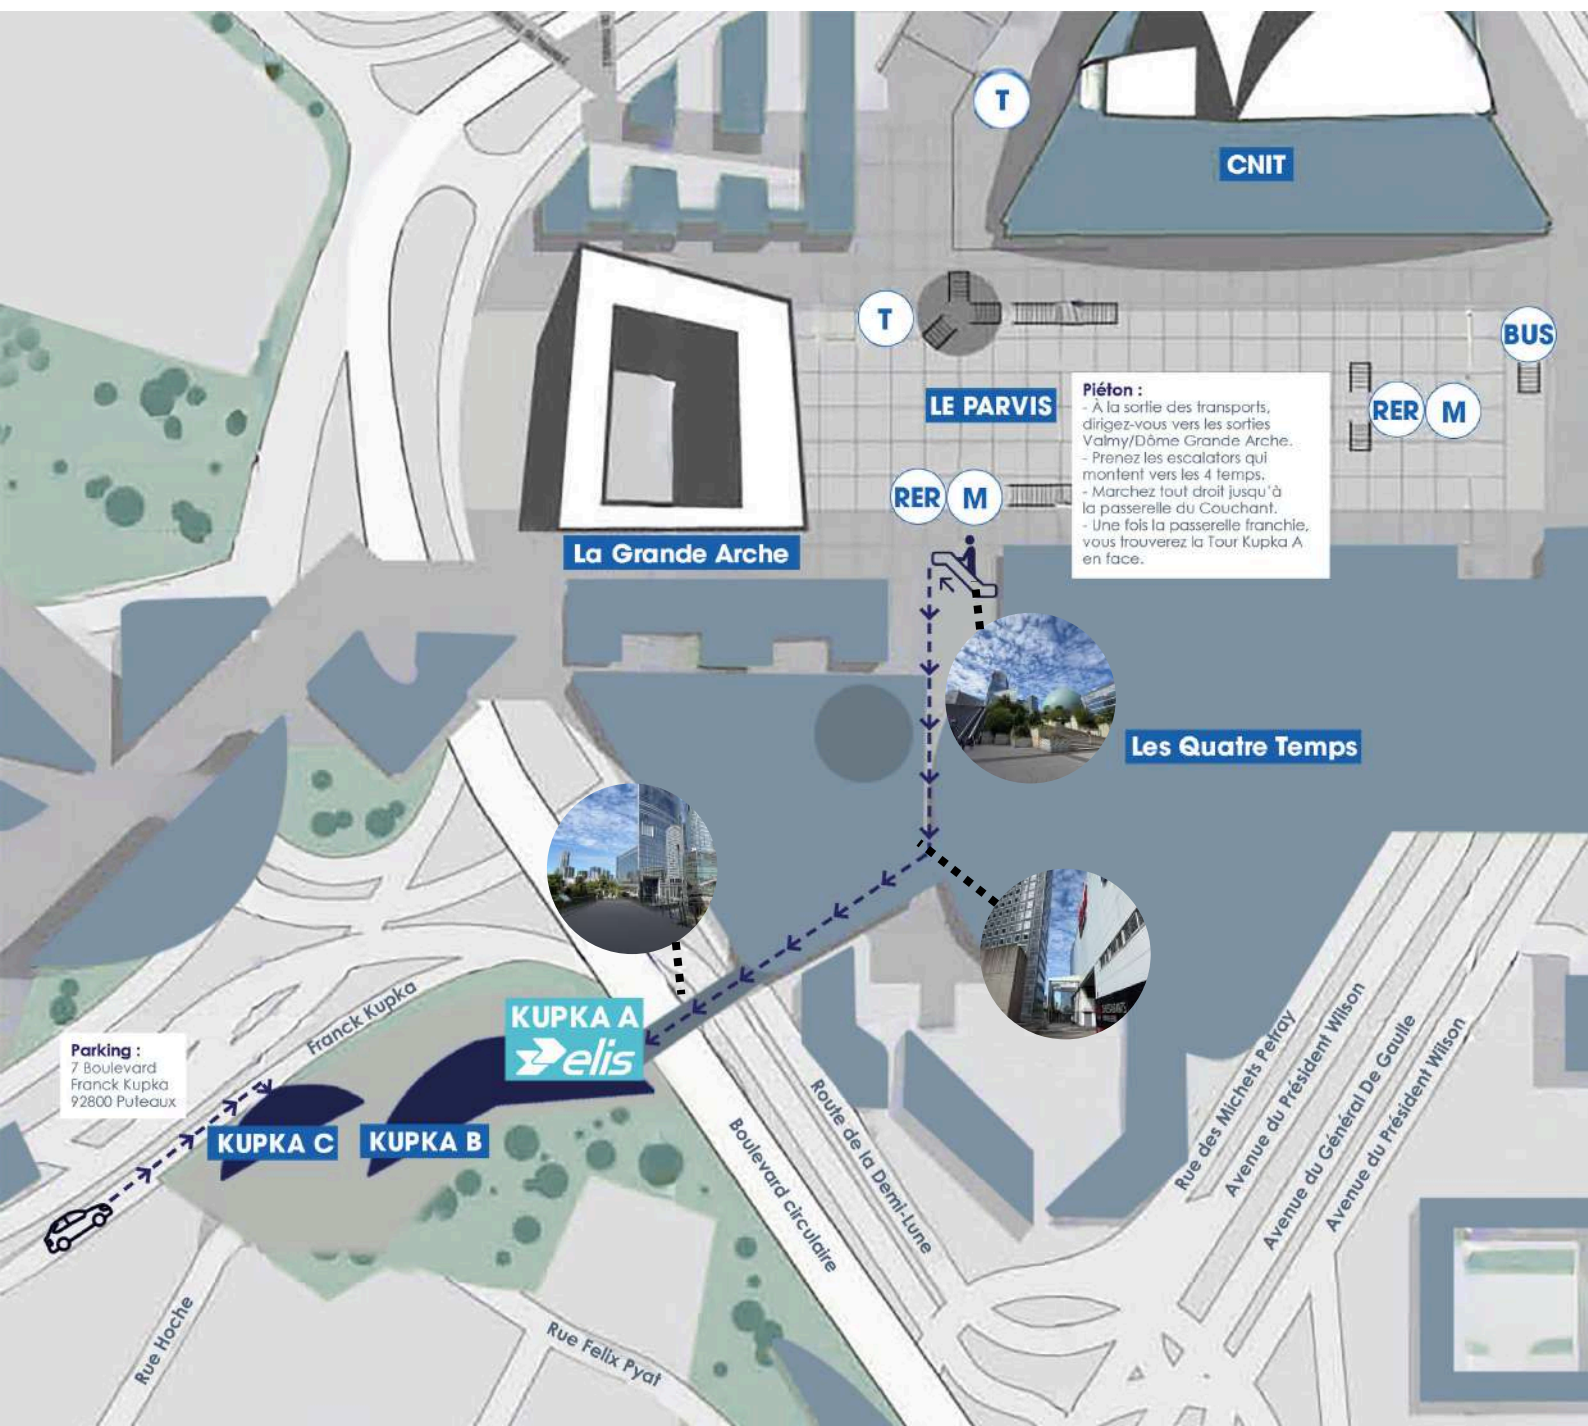 T
CNIT
T
BUS
LE PARVIS
Piéton :
- À la sortie des transports,
dirigez-vous vers les sorties
Valmy/Dôme Grande Arche.
- Prenez les escalators qui
montent vers les 4 temps.
- Marchez tout droit jusqu'à
la passerelle du Couchant.
- Une fois la passerelle franchie,
vous trouverez la Tour Kupka A
en face.
RER
M
RER
M
La Grande Arche
Les Quatre Temps
Franck Kupka
KUPKA A
elis
Parking :
7 Boulevard
Franck Kupka
92800 Puteaux
KUPKA C
KUPKA B
Boulevard circulaire
Route de la Demi-Lune
Rue des Michets Petray
Avenue du Président Wilson
Avenue du Général De Gaulle
Avenue du Président Wilson
Rue Hoche
Rue Felix Pyat